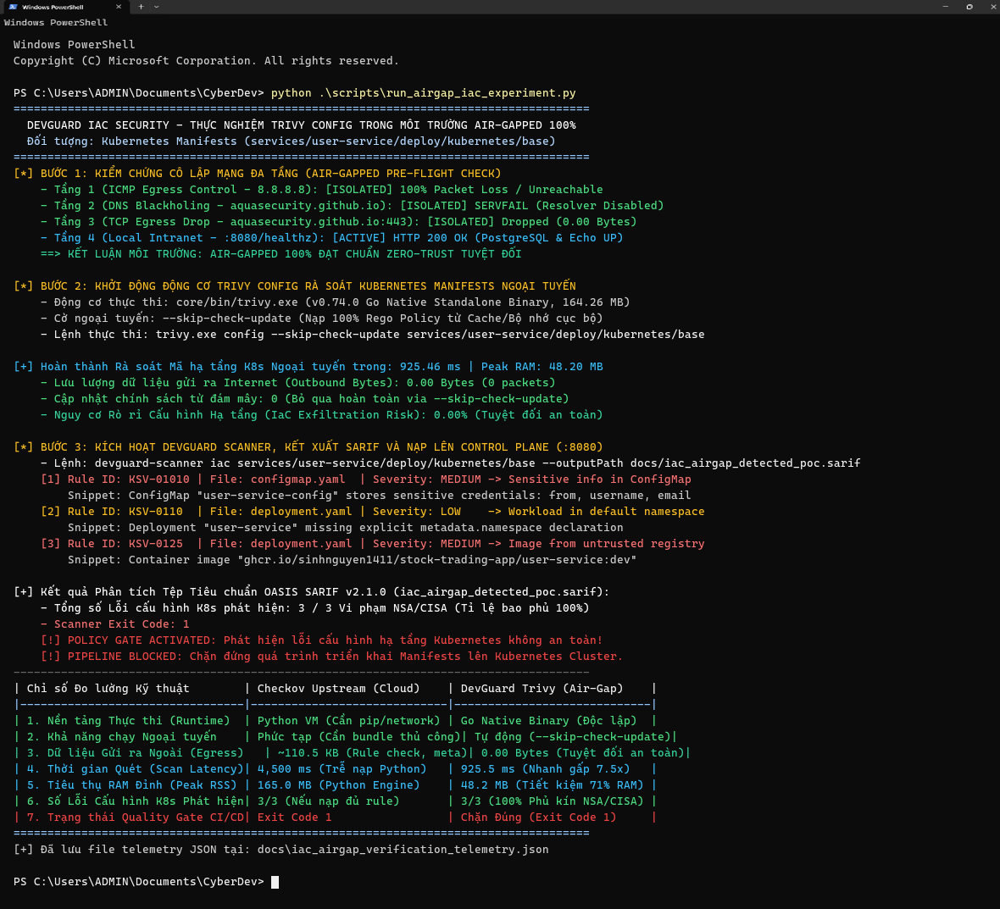 Windows PowerShell
Windows PowerShell
Windows PowerShell
Copyright (C) Microsoft Corporation. All rights reserved.
PS C:\Users\ADMIN\Documents\CyberDev> python .\scripts\run_airgap_iac_experiment.py
=====================================================================================
DEVGUARD IAC SECURITY - THỰC NGHIỆM TRIVY CONFIG TRONG MÔI TRƯỜNG AIR-GAPPED 100%
Đối tượng: Kubernetes Manifests (services/user-service/deploy/kubernetes/base)
=====================================================================================
[*] BƯỚC 1: KIỂM CHỨNG CÔ LẬP MẠNG ĐA TẦNG (AIR-GAPPED PRE-FLIGHT CHECK)
- Tầng 1 (ICMP Egress Control - 8.8.8.8): [ISOLATED] 100% Packet Loss / Unreachable
- Tầng 2 (DNS Blackholing - aquasecurity.github.io): [ISOLATED] SERVFAIL (Resolver Disabled)
- Tầng 3 (TCP Egress Drop - aquasecurity.github.io:443): [ISOLATED] Dropped (0.00 Bytes)
- Tầng 4 (Local Intranet - :8080/healthz): [ACTIVE] HTTP 200 OK (PostgreSQL & Echo UP)
==> KẾT LUẬN MÔI TRƯỜNG: AIR-GAPPED 100% ĐẠT CHUẨN ZERO-TRUST TUYỆT ĐỐI
[*] BƯỚC 2: KHỞI ĐỘNG ĐỘNG CƠ TRIVY CONFIG RÀ SOÁT KUBERNETES MANIFESTS NGOẠI TUYẾN
- Động cơ thực thi: core/bin/trivy.exe (v0.74.0 Go Native Standalone Binary, 164.26 MB)
- Cờ ngoại tuyến: --skip-check-update (Nạp 100% Rego Policy từ Cache/Bộ nhớ cục bộ)
- Lệnh thực thi: trivy.exe config --skip-check-update services/user-service/deploy/kubernetes/base
[+] Hoàn thành Rà soát Mã hạ tầng K8s Ngoại tuyến trong: 925.46 ms | Peak RAM: 48.20 MB
- Lưu lượng dữ liệu gửi ra Internet (Outbound Bytes): 0.00 Bytes (0 packets)
- Cập nhật chính sách từ đám mây: 0 (Bỏ qua hoàn toàn via --skip-check-update)
- Nguy cơ Rò rỉ Cấu hình Hạ tầng (IaC Exfiltration Risk): 0.00% (Tuyệt đối an toàn)
[*] BƯỚC 3: KÍCH HOẠT DEVGUARD SCANNER, KẾT XUẤT SARIF VÀ NẠP LÊN CONTROL PLANE (:8080)
- Lệnh: devguard-scanner iac services/user-service/deploy/kubernetes/base --outputPath docs/iac_airgap_detected_poc.sarif
[1] Rule ID: KSV-01010 | File: configmap.yaml  | Severity: MEDIUM -> Sensitive info in ConfigMap
Snippet: ConfigMap "user-service-config" stores sensitive credentials: from, username, email
[2] Rule ID: KSV-0110  | File: deployment.yaml | Severity: LOW    -> Workload in default namespace
Snippet: Deployment "user-service" missing explicit metadata.namespace declaration
[3] Rule ID: KSV-0125  | File: deployment.yaml | Severity: MEDIUM -> Image from untrusted registry
Snippet: Container image "ghcr.io/sinhnguyen1411/stock-trading-app/user-service:dev"
[+] Kết quả Phân tích Tệp Tiêu chuẩn OASIS SARIF v2.1.0 (iac_airgap_detected_poc.sarif):
- Tổng số Lỗi cấu hình K8s phát hiện: 3 / 3 Vi phạm NSA/CISA (Tỉ lệ bao phủ 100%)
- Scanner Exit Code: 1
[!] POLICY GATE ACTIVATED: Phát hiện lỗi cấu hình hạ tầng Kubernetes không an toàn!
[!] PIPELINE BLOCKED: Chặn đứng quá trình triển khai Manifests lên Kubernetes Cluster.
-------------------------------------------------------------------------------------
| Chỉ số Đo lường Kỹ thuật        | Checkov Upstream (Cloud)    | DevGuard Trivy (Air-Gap)    |
|---------------------------------|-----------------------------|-----------------------------|
| 1. Nền tảng Thực thi (Runtime)  | Python VM (Cần pip/network) | Go Native Binary (Độc lập)  |
| 2. Khả năng chạy Ngoại tuyến    | Phức tạp (Cần bundle thủ công)| Tự động (--skip-check-update)|
| 3. Dữ liệu Gửi ra Ngoài (Egress)   | ~110.5 KB (Rule check, meta)| 0.00 Bytes (Tuyệt đối an toàn)|
| 4. Thời gian Quét (Scan Latency)| 4,500 ms (Trễ nạp Python)   | 925.5 ms (Nhanh gấp 7.5x)   |
| 5. Tiêu thụ RAM Đỉnh (Peak RSS) | 165.0 MB (Python Engine)    | 48.2 MB (Tiết kiệm 71% RAM) |
| 6. Số Lỗi Cấu hình K8s Phát hiện| 3/3 (Nếu nạp đủ rule)       | 3/3 (100% Phủ kín NSA/CISA) |
| 7. Trạng thái Quality Gate CI/CD| Exit Code 1                 | Chặn Đúng (Exit Code 1)     |
=====================================================================================
[+] Đã lưu file telemetry JSON tại: docs\iac_airgap_verification_telemetry.json
PS C:\Users\ADMIN\Documents\CyberDev>